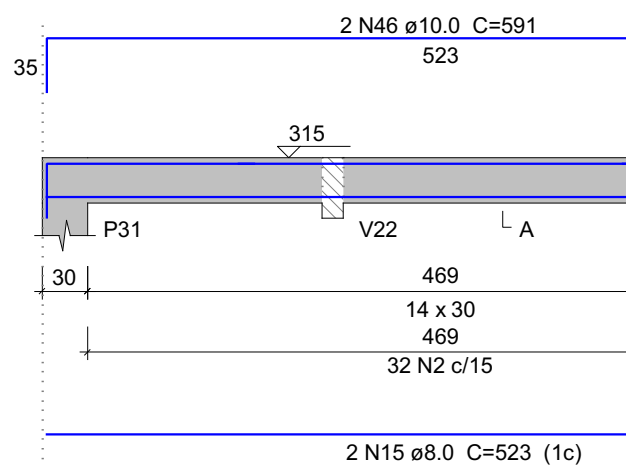 2 N46 ø10.0  C=591
523
35
315
P31
V22
A
30
469
14 x 30
469
32 N2 c/15
2 N15 ø8.0  C=523  (1c)